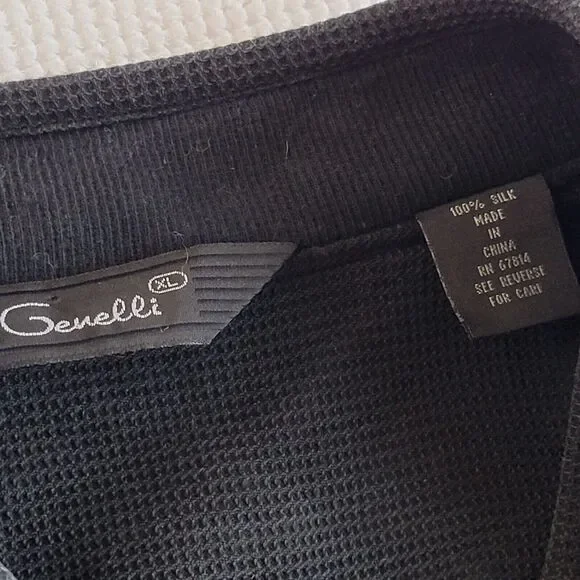 Genelli XL
100% SILK
MADE
IN
CHINA
RN 67814
SEE REVERSE
FOR CARE